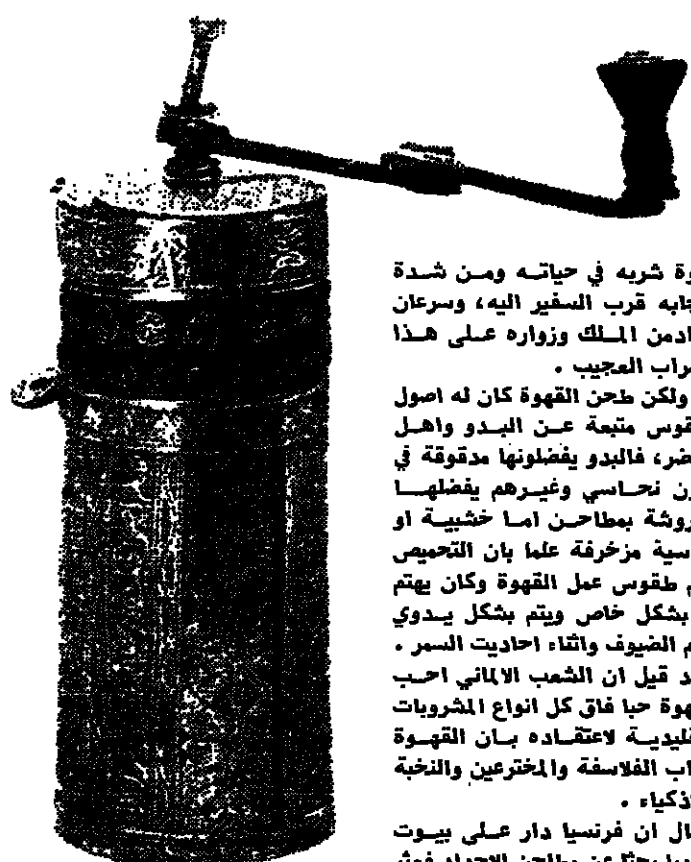 وة شربه في حياته ومن شدة
جابه قرب السفير اليه، وسرعان
ادمن الملك وزواره على هذا
راب العجيب .
ولكن طحن القهوة كان له اصول
قوس متبعة عن البدو واهل
ضر، فالبدو يفضلونها مدقوقة في
ن نحاسي وغيرهم يفضلها
روشة بمطاحن اما خشبية او
سية مزخرفة علما بان التحميص
م طقوس عمل القهوة وكان يهتم
بشكل خاص ويتم بشكل يدوي
م الضيوف واثناء احاديث السمر .
د قيل ان الشعب الالماني احب
هوة حبا فاق كل انواع المشروبات
قليدية لاعتقاده بان القهوة
اب الفلاسفة والمخترعين والنخبة
ذكياء .
ال ان فرنسيا دار على بيوت